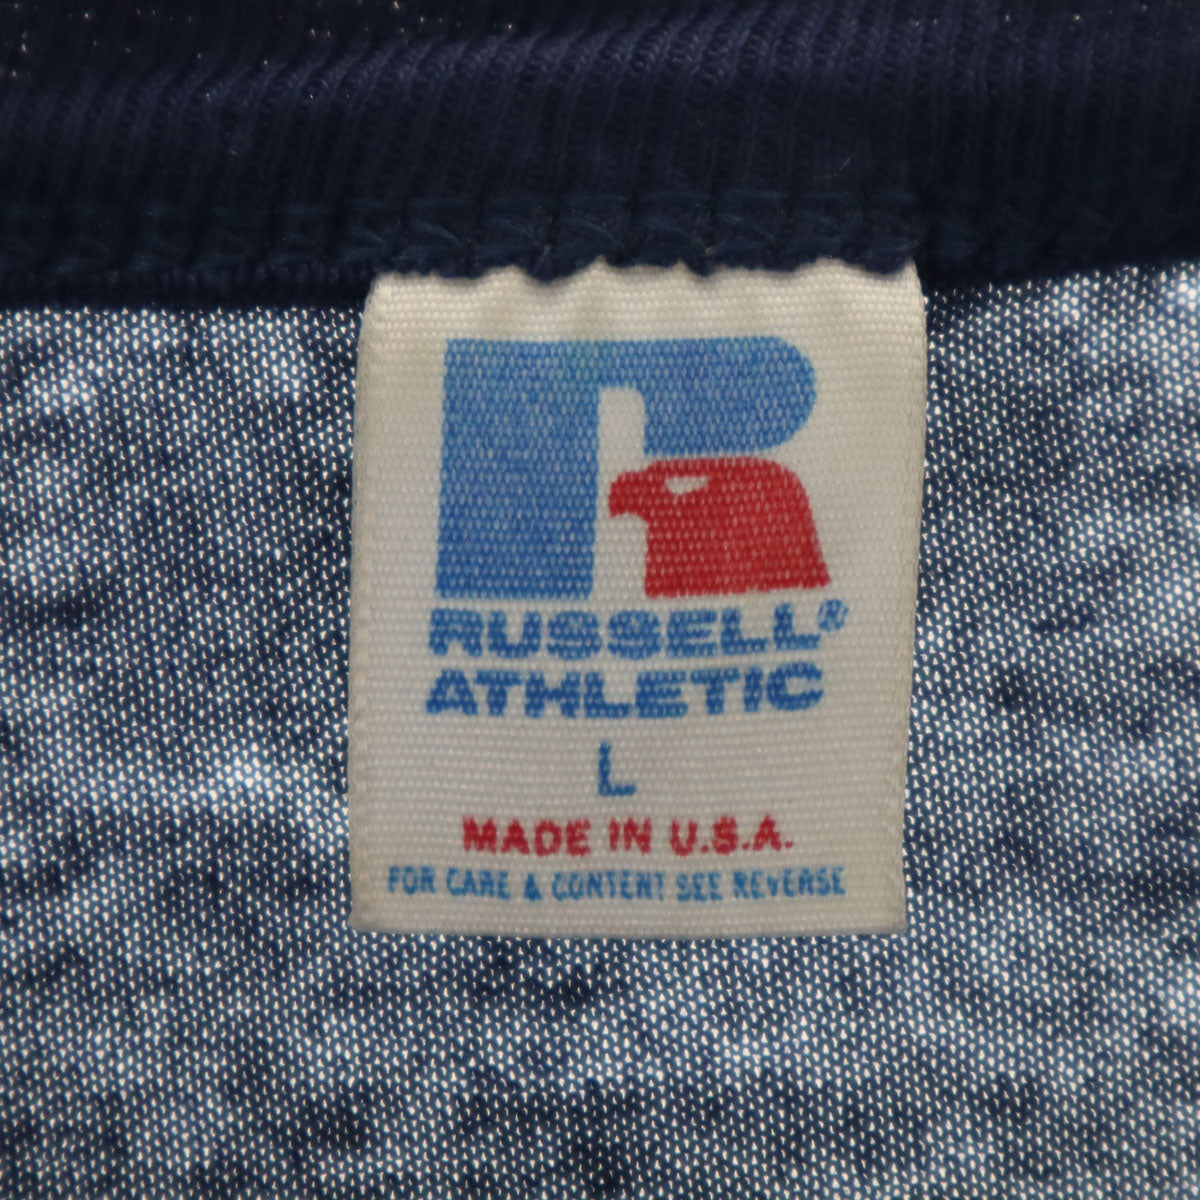 RUSSELL®
ATHLETIC
L
MADE IN U.S.A.
FOR CARE & CONTENT SEE REVERSE